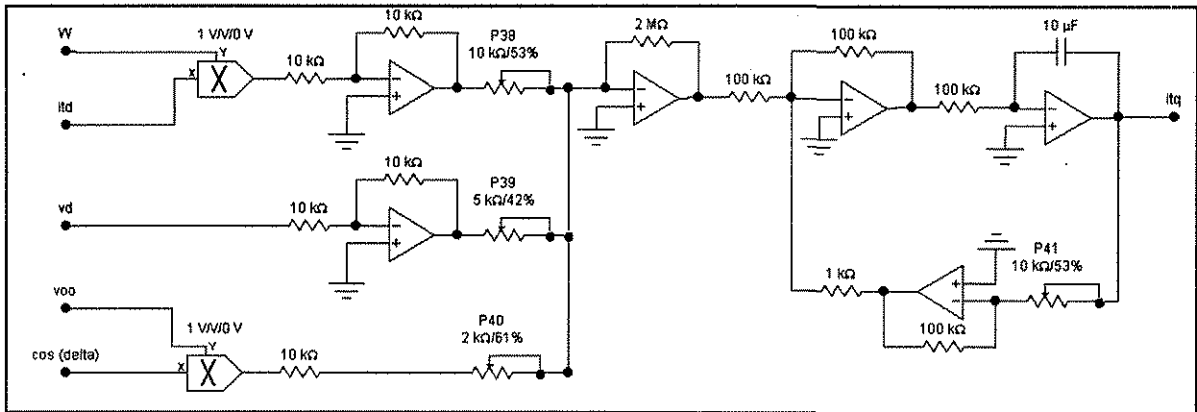 W
1 V/V/0 V
Y
X
X
Itd
10 kΩ
10 kΩ
P38
10 kΩ/53%
2 MΩ
100 kΩ
100 kΩ
100 kΩ
10 µF
Itq
vd
10 kΩ
10 kΩ
P39
5 kΩ/42%
1 kΩ
100 kΩ
P41
10 kΩ/53%
voo
1 V/V/0 V
Y
X
X
cos (delta)
10 kΩ
P40
2 kΩ/61%